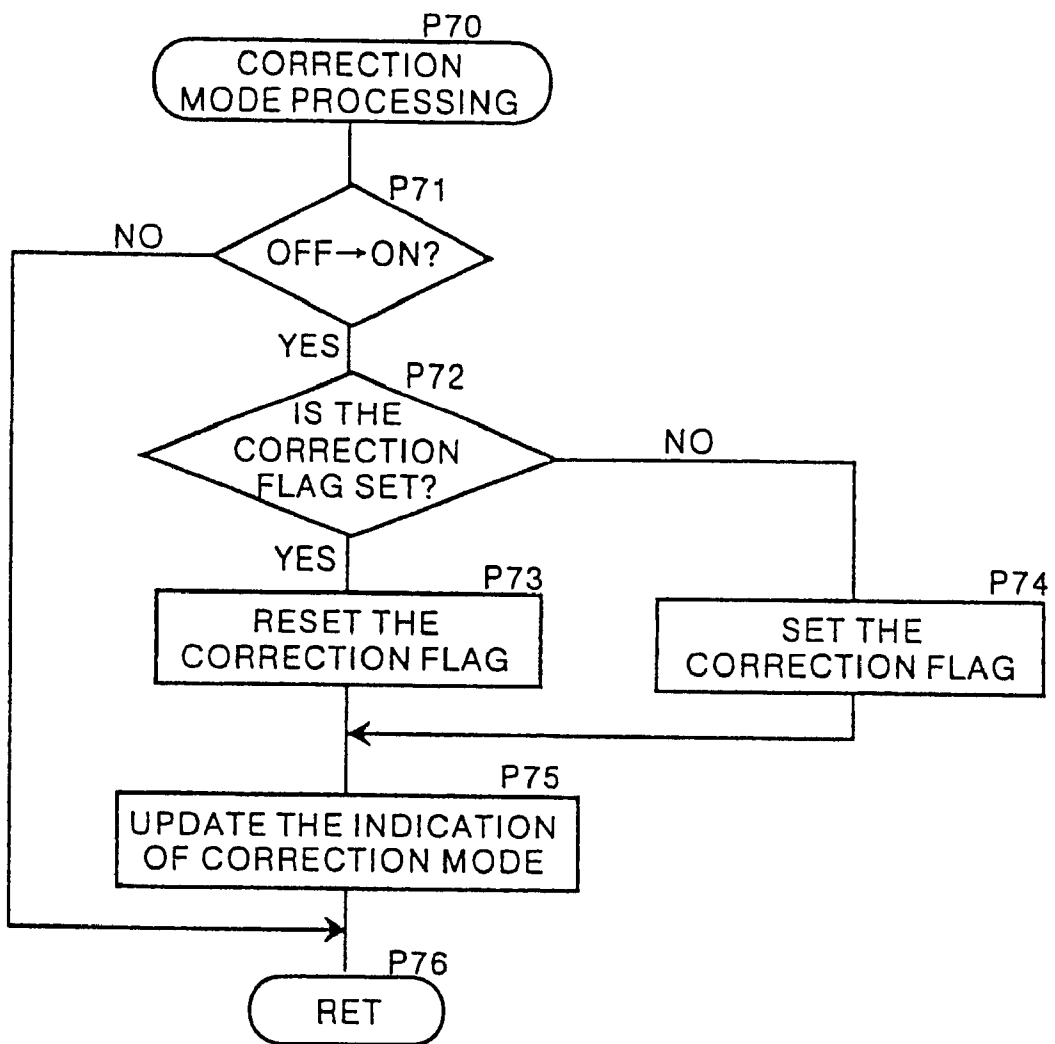 P70
CORRECTION
MODE PROCESSING
P71
NO
OFF→ON?
YES
P72
IS THE
CORRECTION
FLAG SET?
NO
YES
P73
RESET THE
CORRECTION FLAG
P74
SET THE
CORRECTION FLAG
P75
UPDATE THE INDICATION
OF CORRECTION MODE
P76
RET